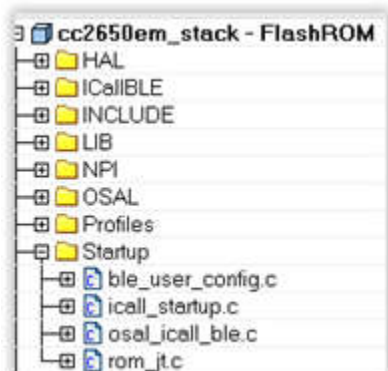 cc2650em_stack - FlashROM
HAL
ICallBLE
INCLUDE
LIB
NPI
OSAL
Profiles
Startup
ble_user_config.c
icall_startup.c
osal_icall_ble.c
rom_jt.c